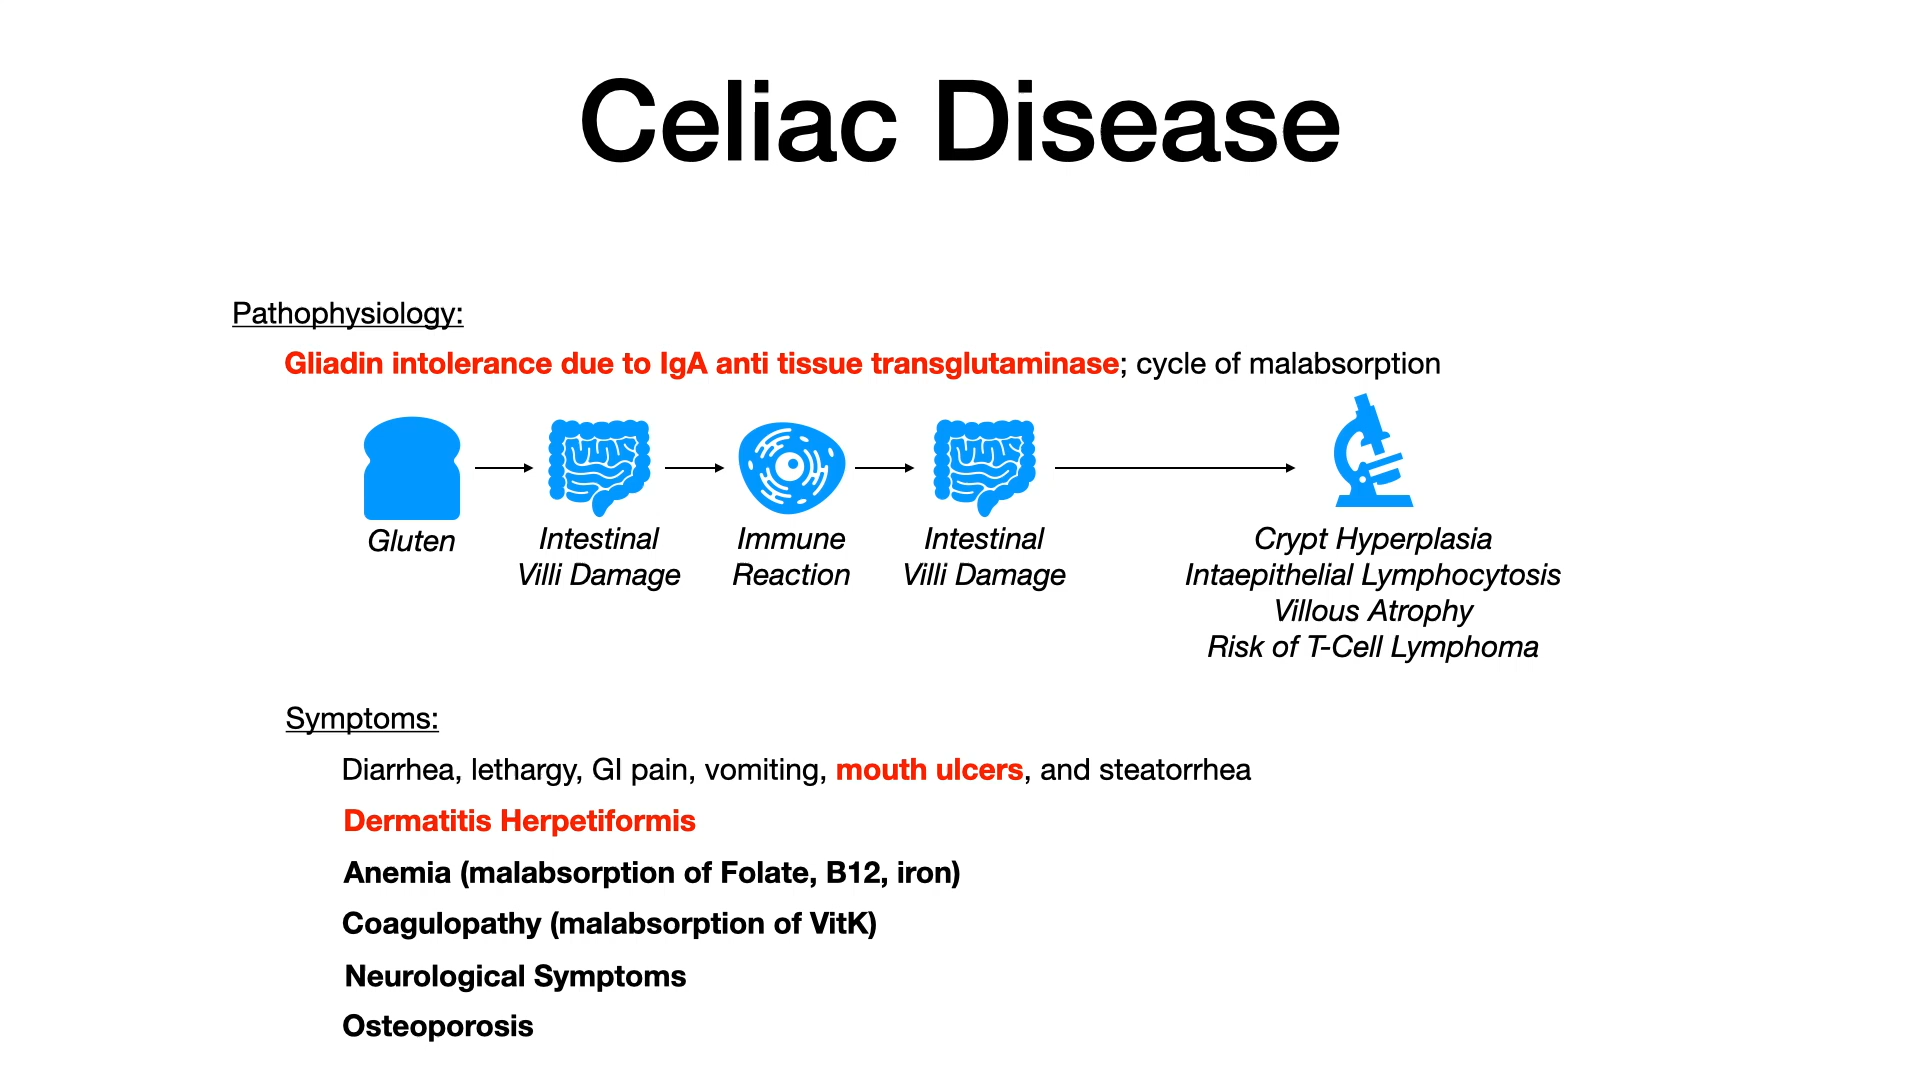 Celiac Disease
Pathophysiology:
Gliadin intolerance due to IgA anti tissue transglutaminase; cycle of malabsorption
Gluten
Intestinal
Villi Damage
Immune
Reaction
Intestinal
Villi Damage
Crypt Hyperplasia
Intaepithelial Lymphocytosis
Villous Atrophy
Risk of T-Cell Lymphoma
Symptoms:
Diarrhea, lethargy, GI pain, vomiting, mouth ulcers, and steatorrhea
Dermatitis Herpetiformis
Anemia (malabsorption of Folate, B12, iron)
Coagulopathy (malabsorption of VitK)
Neurological Symptoms
Osteoporosis